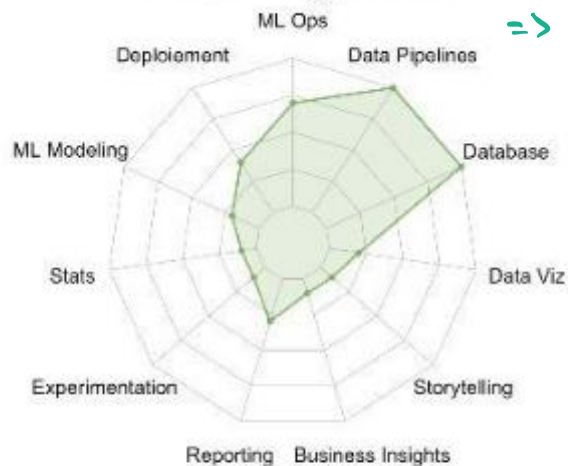 ML Ops
=>
Deploiement
Data Pipelines
ML Modeling
Database
Stats
Data Viz
Experimentation
Storytelling
Reporting
Business Insights